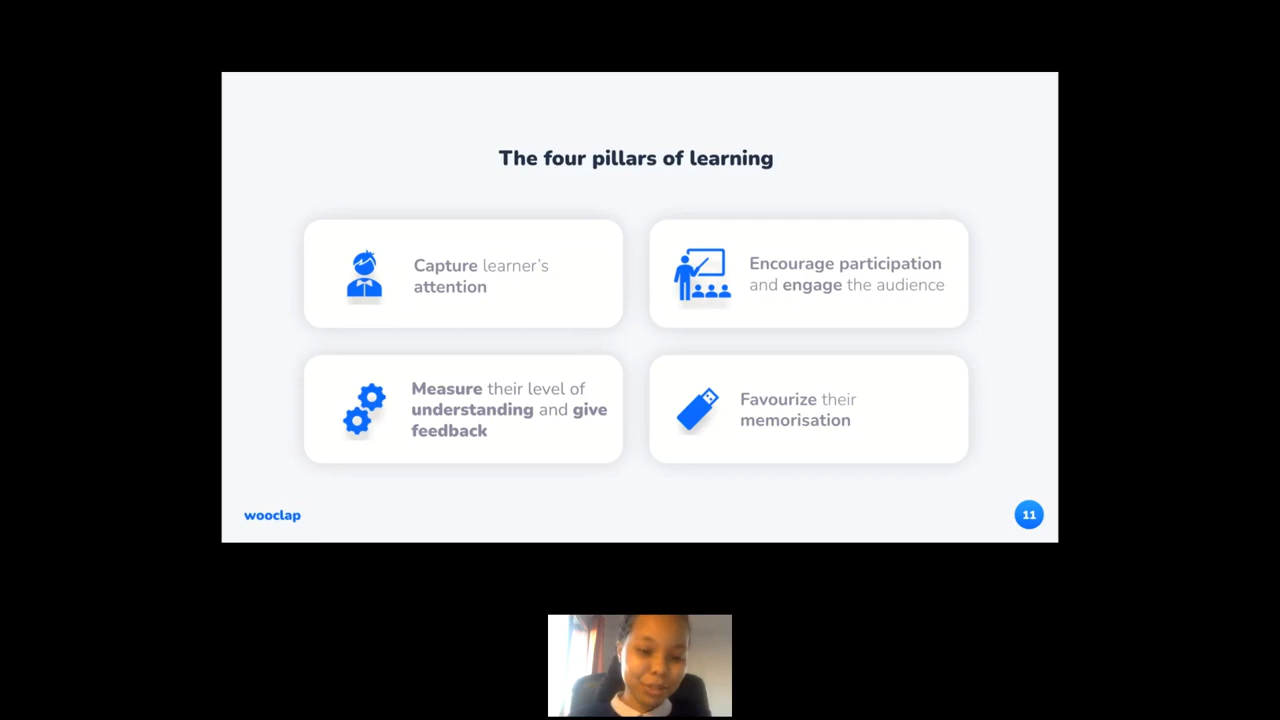 The four pillars of learning
Capture learner's
attention
Encourage participation
and engage the audience
Measure their level of
understanding and give
feedback
Favourize their
memorisation
wooclap
11